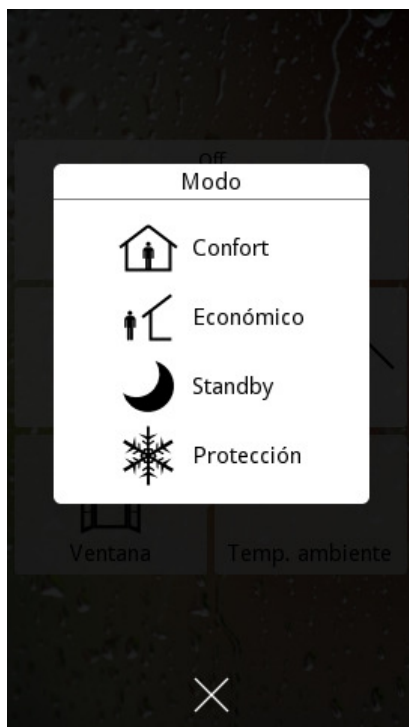 Off
Modo
Confort
Económico
Standby
Protección
Ventana
Temp. ambiente